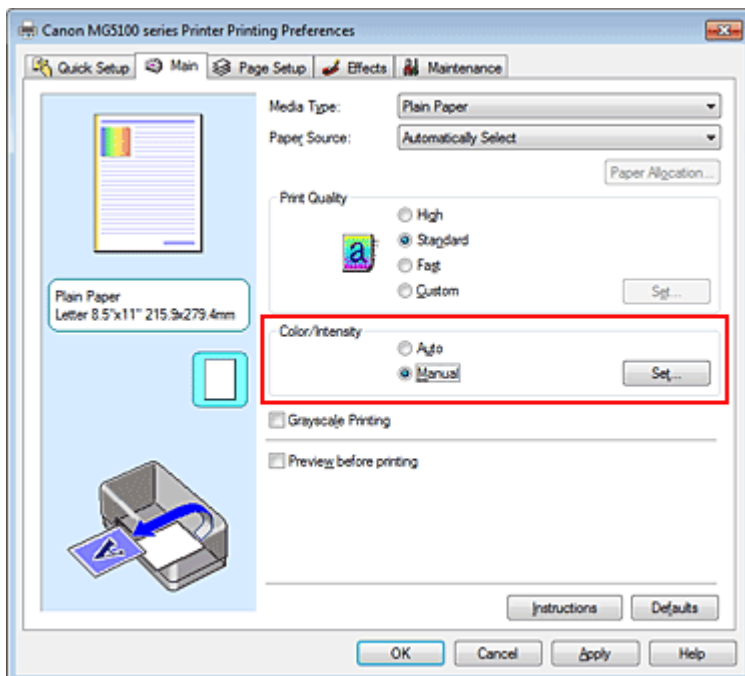 Canon MG5100 series Printer Printing Preferences
Quick Setup Main Page Setup Effects Maintenance
Media Type: Plain Paper
Paper Source: Automatically Select
Paper Allocation...
Print Quality
High
a Standard
Fast
Custom Set...
Plain Paper
Letter 8.5"x11" 215.9x279.4mm
Color/Intensity
Auto
Manual Set...
Grayscale Printing
Preview before printing
A
Instructions Defaults
OK Cancel Apply Help